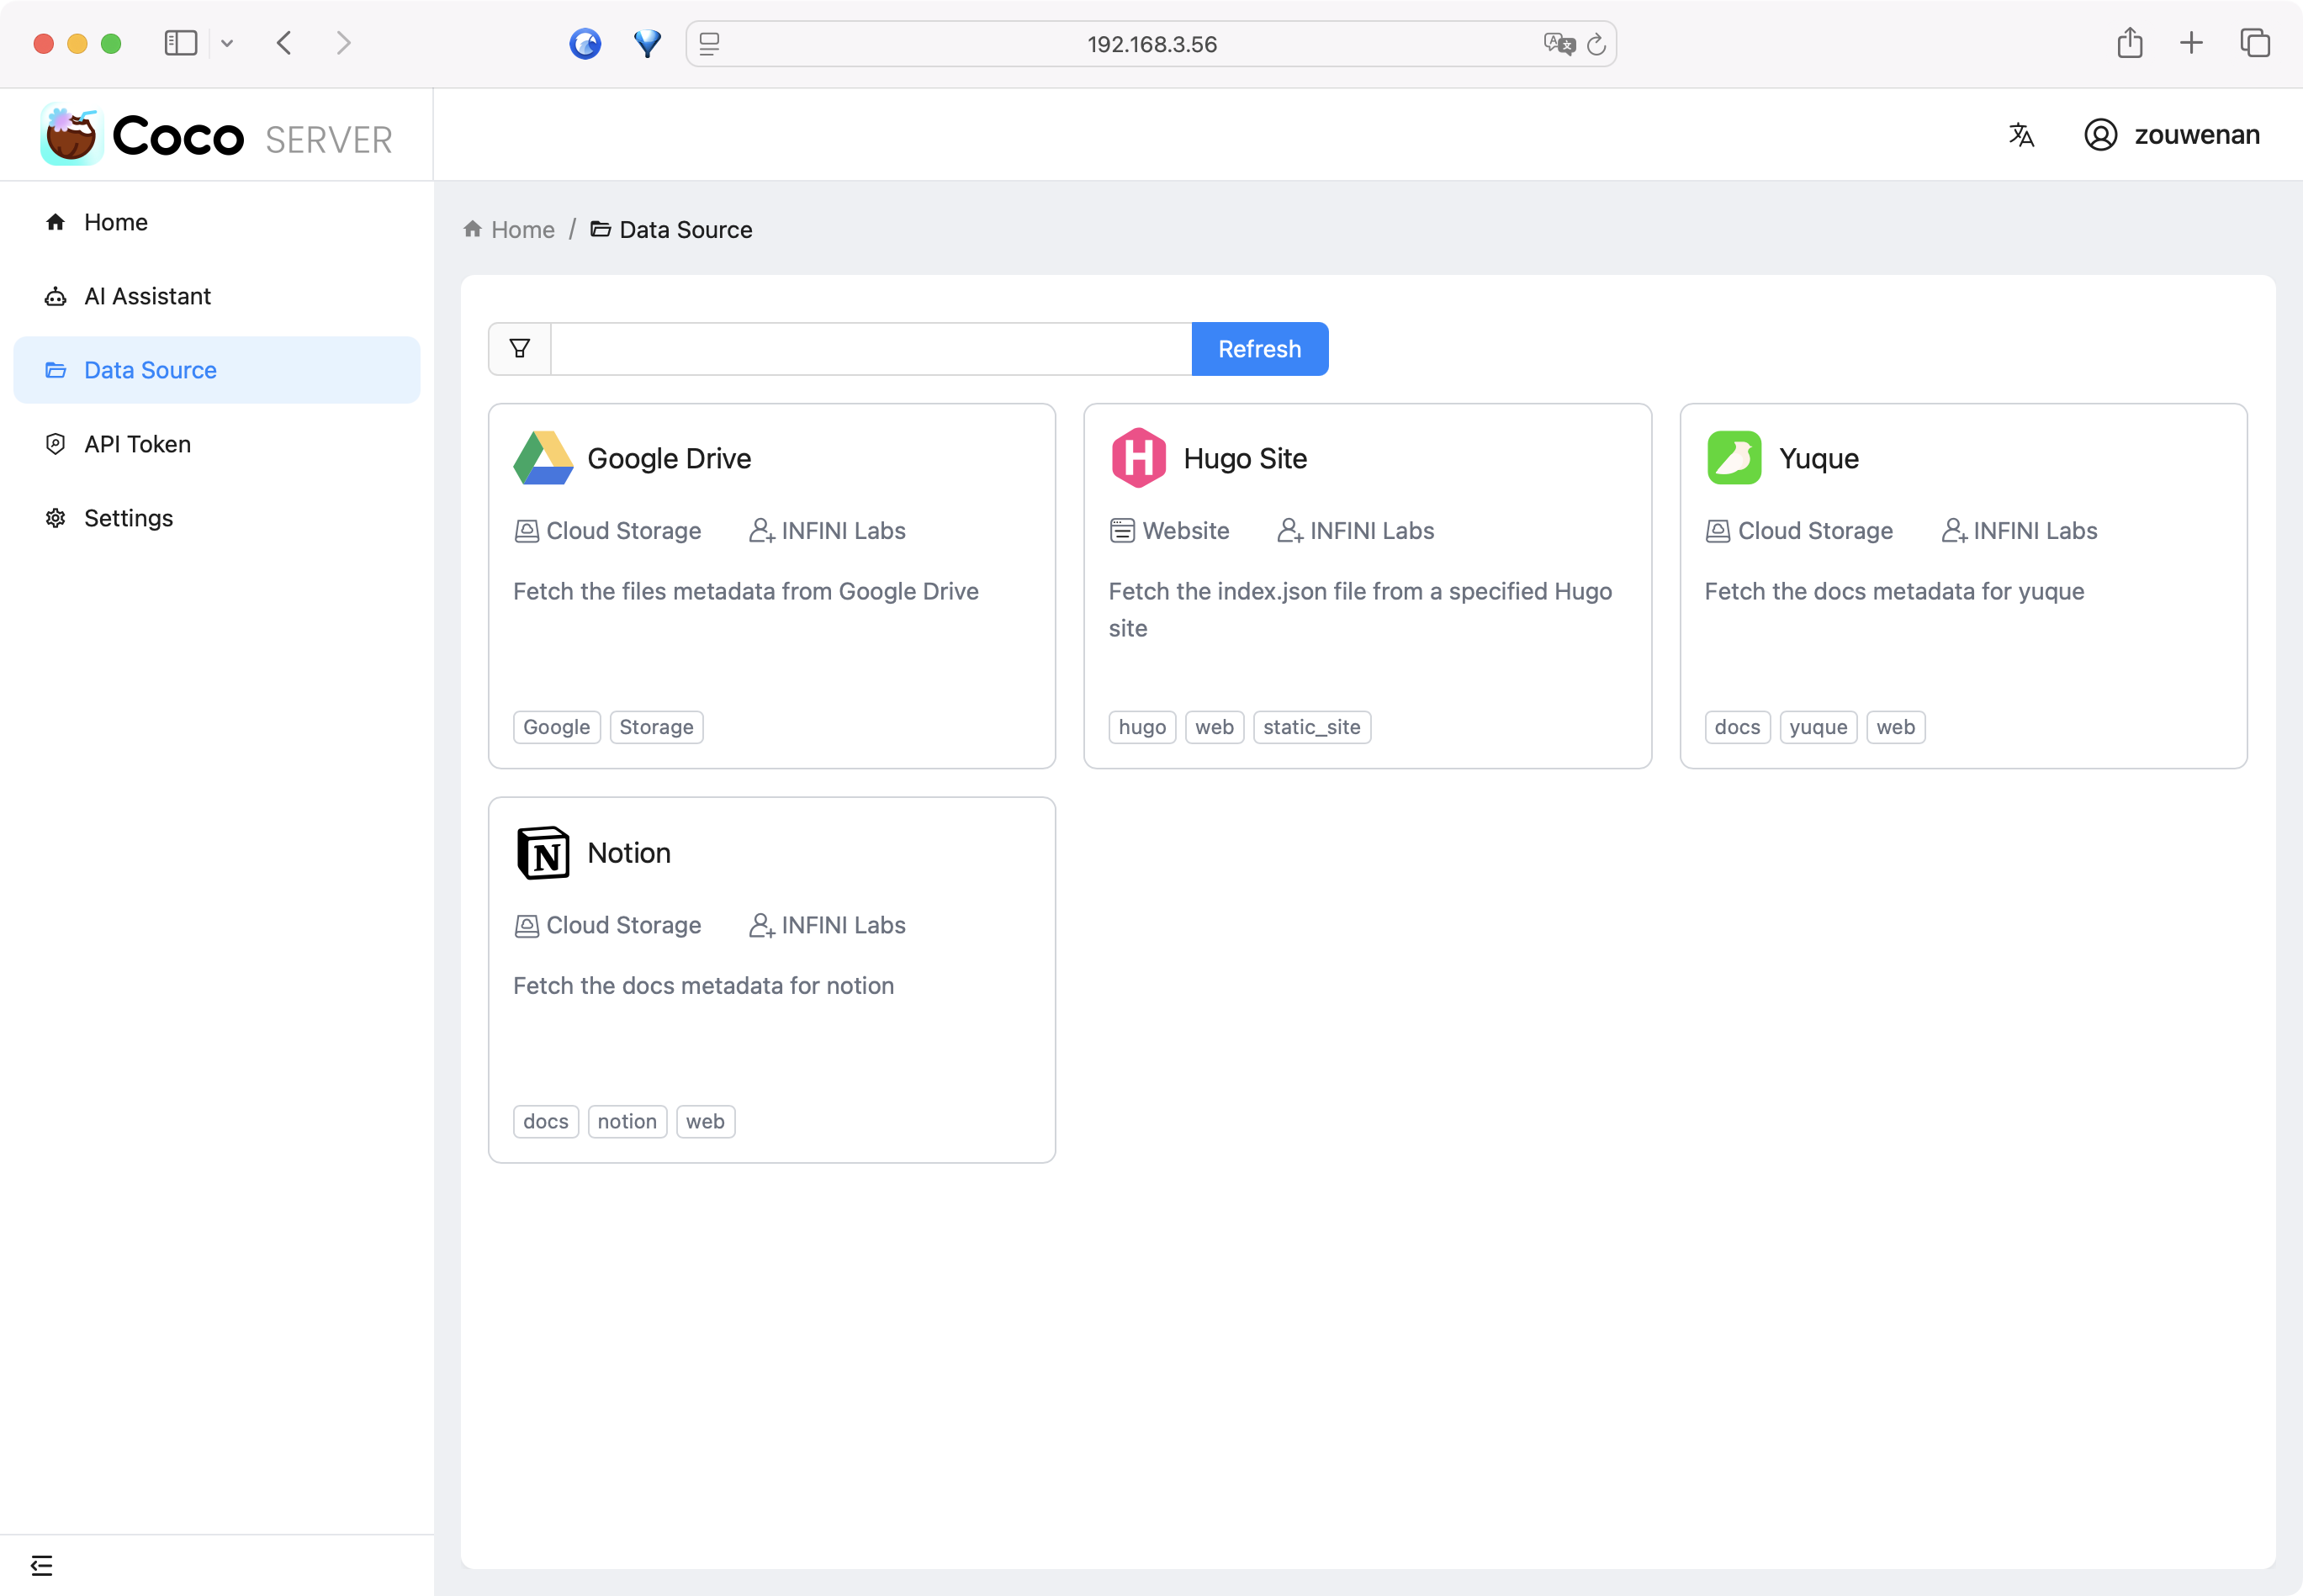 192.168.3.56
Coco SERVER
zouwenan
Home
AI Assistant
Data Source
API Token
Settings
Home / Data Source
Refresh
Google Drive
Cloud Storage INFINI Labs
Fetch the files metadata from Google Drive
Google Storage
Hugo Site
Website INFINI Labs
Fetch the index.json file from a specified Hugo
site
hugo web static_site
Yuque
Cloud Storage INFINI Labs
Fetch the docs metadata for yuque
docs yuque web
Notion
Cloud Storage INFINI Labs
Fetch the docs metadata for notion
docs notion web